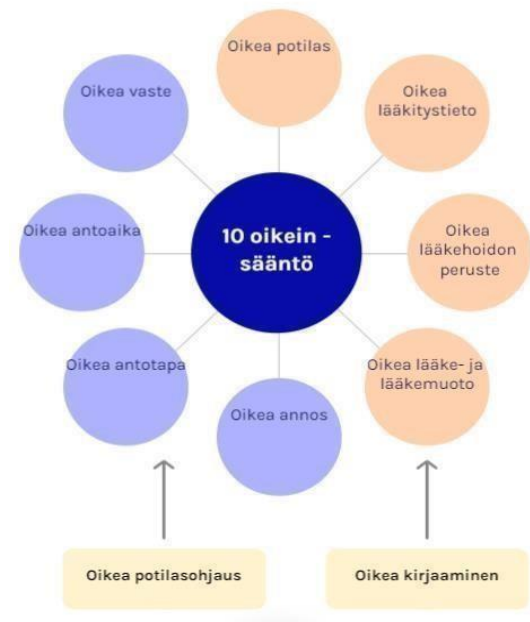 Oikea potilas
Oikea
lääkitystieto
Oikea
lääkehoidon
peruste
Oikea lääke- ja
lääkemuoto
Oikea annos
Oikea antotapa
Oikea antoaika
Oikea vaste
10 oikein -
sääntö
Oikea potilasohjaus
Oikea kirjaaminen